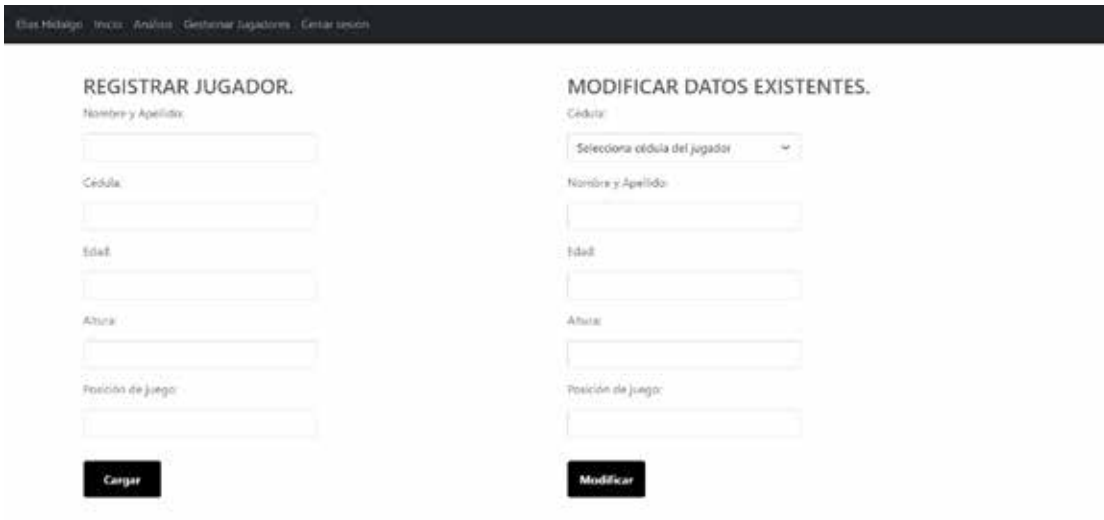 Elias Hidalgo Inicio Análisis Gestionar Jugadores Cerrar sesión
REGISTRAR JUGADOR.
Nombre y Apellido:
Cédula:
Edad:
Altura:
Posición de juego:
Cargar
MODIFICAR DATOS EXISTENTES.
Cédula:
Selecciona cédula del jugador
Nombre y Apellido:
Edad:
Altura:
Posición de juego:
Modificar